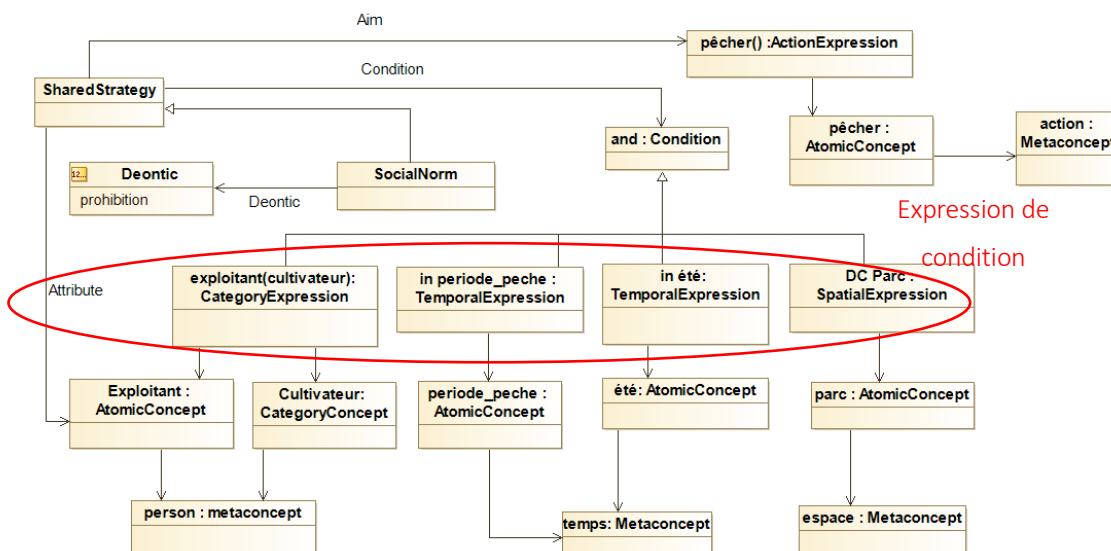 Aim
pêcher() :ActionExpression
Condition
SharedStrategy
and : Condition
pêcher :
AtomicConcept
action :
Metaconcept
12...
Deontic
prohibition
Deontic
SocialNorm
Expression de
condition
Attribute
exploitant(cultivateur):
CategoryExpression
in periode_peche :
TemporalExpression
in été:
TemporalExpression
DC Parc :
SpatialExpression
Exploitant :
AtomicConcept
Cultivateur:
CategoryConcept
periode_peche :
AtomicConcept
été: AtomicConcept
parc : AtomicConcept
person : metaconcept
temps: Metaconcept
espace : Metaconcept